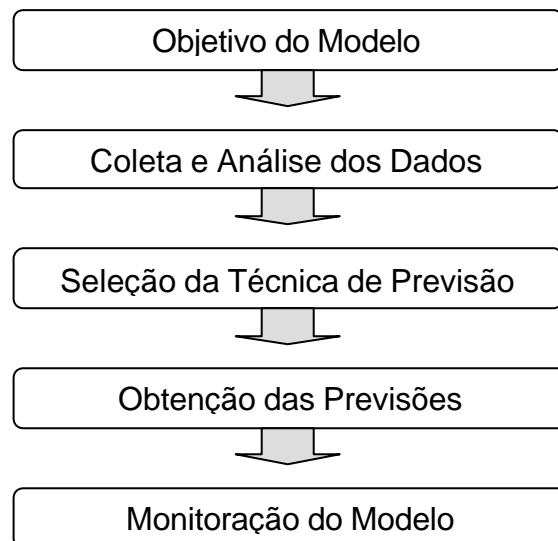 Objetivo do Modelo
Coleta e Análise dos Dados
Seleção da Técnica de Previsão
Obtenção das Previsões
Monitoração do Modelo